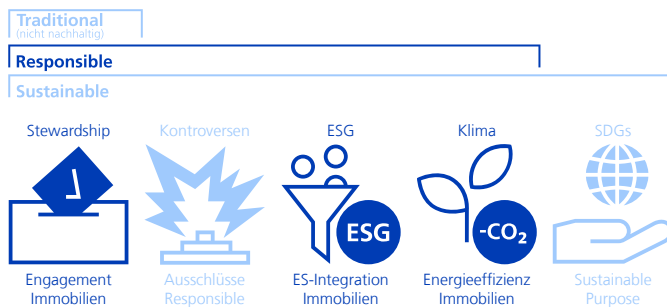 Traditional
(nicht nachhaltig)
Responsible
Sustainable
Stewardship
Kontroversen
ESG
Klima
SDGs
ESG
-CO₂
Engagement
Immobilien
Ausschlüsse
Responsible
ES-Integration
Immobilien
Energieeffizienz
Immobilien
Sustainable
Purpose